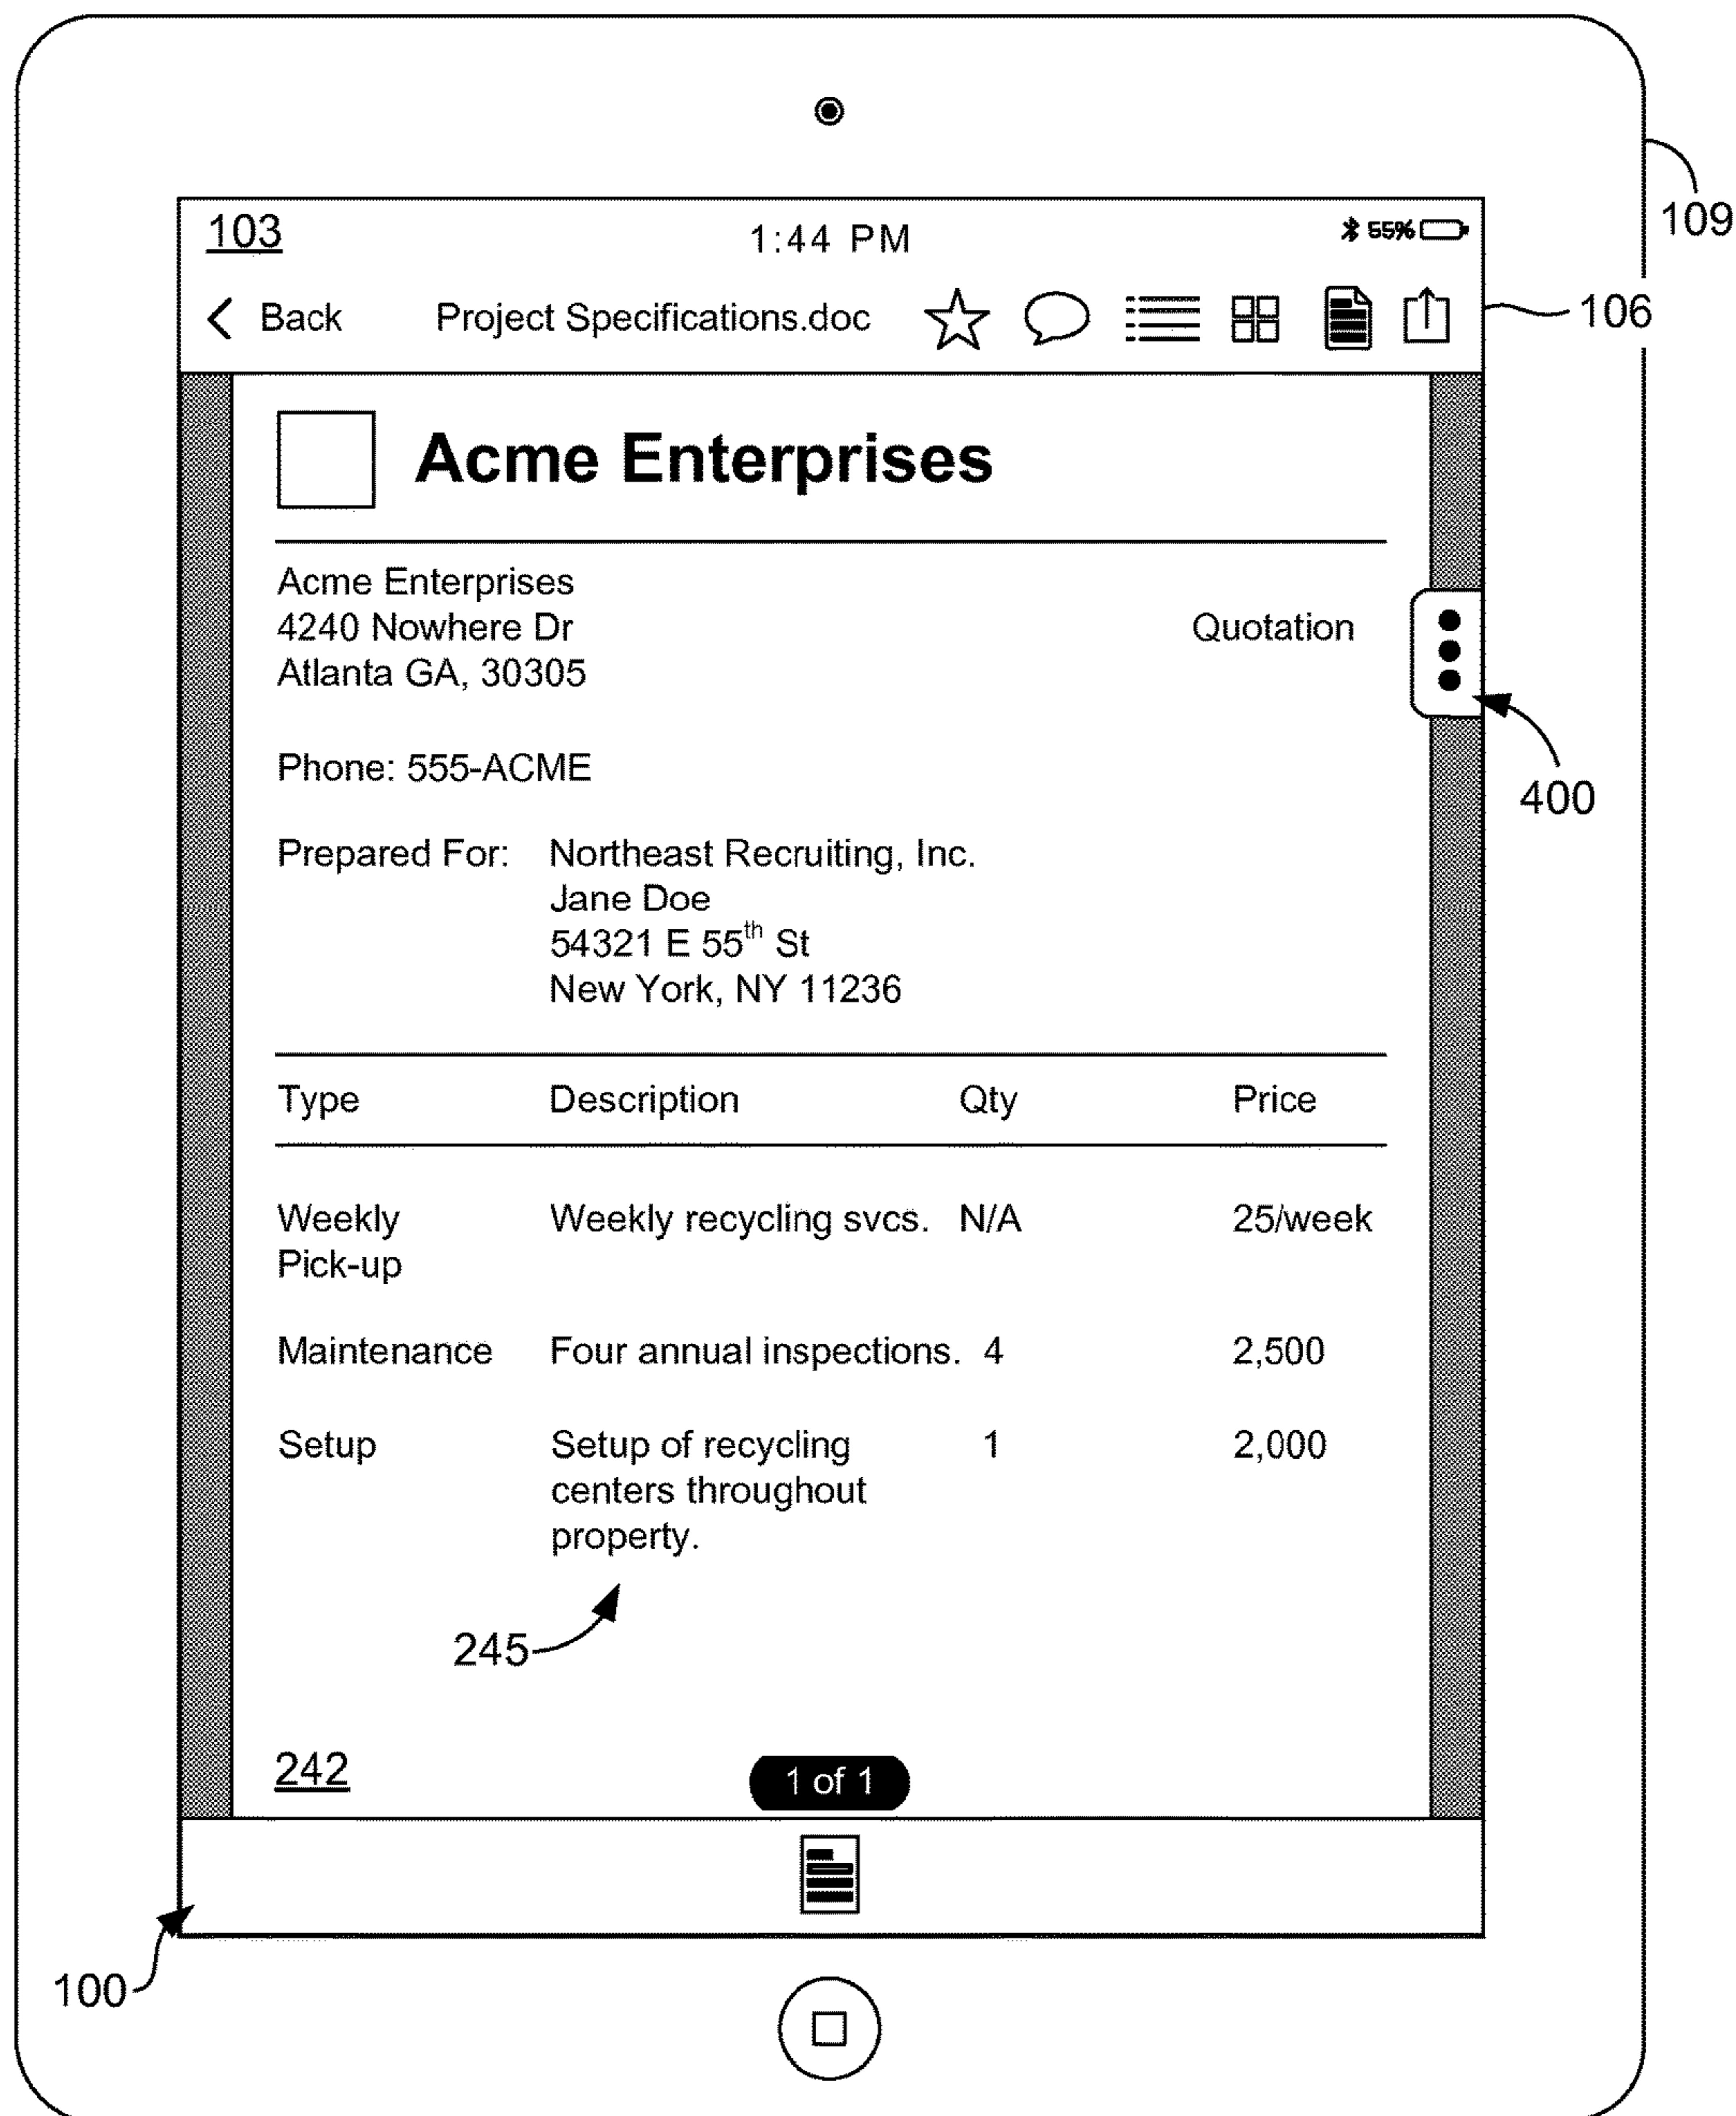 109
103 1:44 PM 55%
Back Project Specifications.doc
106
Acme Enterprises
Acme Enterprises
4240 Nowhere Dr Quotation
Atlanta GA, 30305
400
Phone: 555-ACME
Prepared For: Northeast Recruiting, Inc.
Jane Doe
54321 E 55th St
New York, NY 11236
Type Description Qty Price
Weekly Weekly recycling svcs. N/A 25/week
Pick-up
Maintenance Four annual inspections. 4 2,500
Setup Setup of recycling 1 2,000
centers throughout
property.
245
242 1 of 1
100